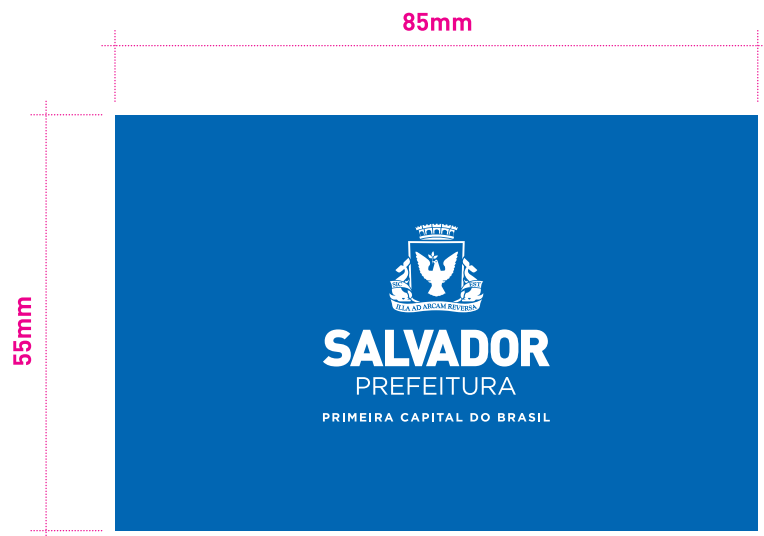 85mm
55mm
SIC EST
ILLA AD ARCAM REVERSA
SALVADOR
PREFEITURA
PRIMEIRA CAPITAL DO BRASIL